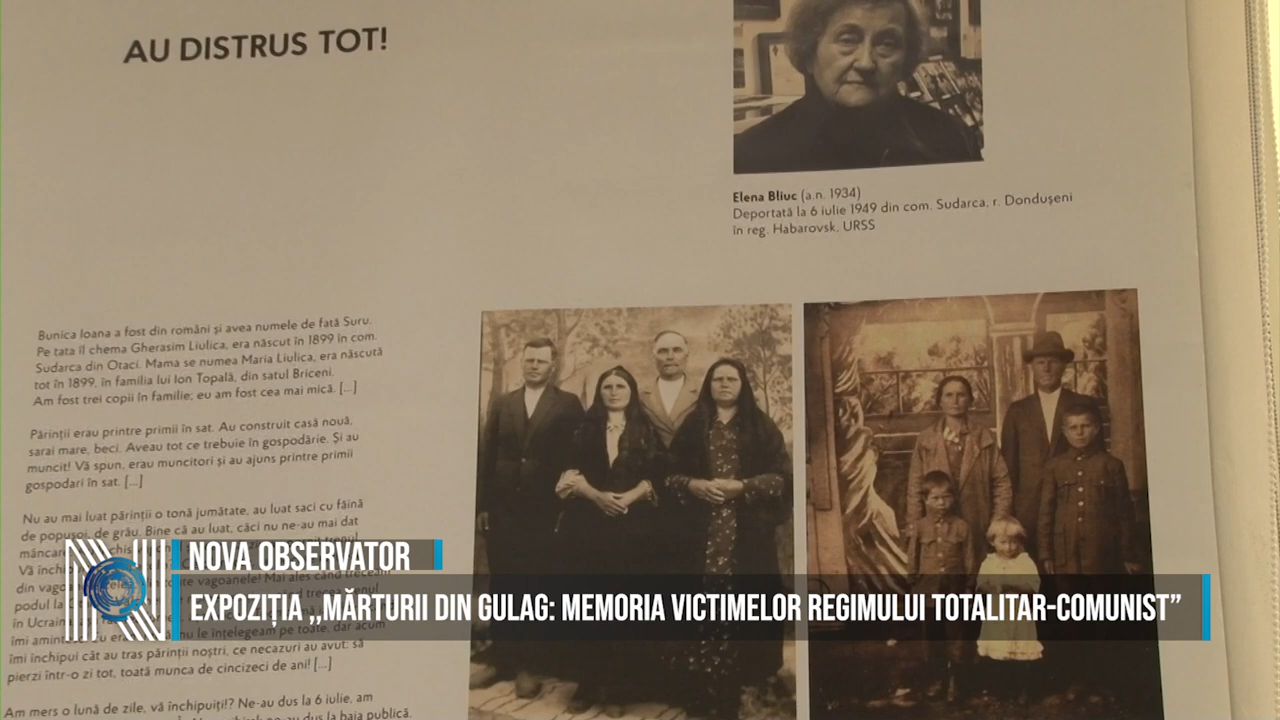 AU DISTRUS TOT!
Elena Bliuc (a.n. 1934)
Deportată la 6 iulie 1949 din com. Sudarca, r. Dondușeni
în reg. Habarovsk, URSS
Bunica Ioana a fost din români și avea numele de fată Suru.
Pe tata îl chema Gherasim Liulica, era născut în 1899 în com.
Sudarca din Otaci. Mama se numea Maria Liulica, era născută
tot în 1899, în familia lui Ion Topală, din satul Briceni.
Am fost trei copii în familie; eu am fost cea mai mică. [...]
Părinții erau printre primii în sat. Au construit casă nouă,
sarai mare, beci. Aveau tot ce trebuie în gospodărie. Și au
muncit! Vă spun, erau muncitori și au ajuns printre primii
gospodari în sat. [...]
Nu au mai luat părinții o tonă jumătate, au luat saci cu făină
de popușoi, de grâu. Bine că au luat, căci nu ne-au mai dat
mâncare
Vă închi
din vago vagoanele! Mai ales când treceam
podul la
în Ucrain
îmi amint nu le înțelegeam pe toate, dar acum
îmi închipui cât au tras părinții noștri, ce necazuri au avut: să
pierzi într-o zi tot, toată munca de cincizeci de ani! [...]
Am mers o lună de zile, vă închipuiți!? Ne-au dus la 6 iulie, am
dus la baia publică.
NOVA OBSERVATOR
EXPOZIȚIA „MĂRTURII DIN GULAG: MEMORIA VICTIMELOR REGIMULUI TOTALITAR-COMUNIST”